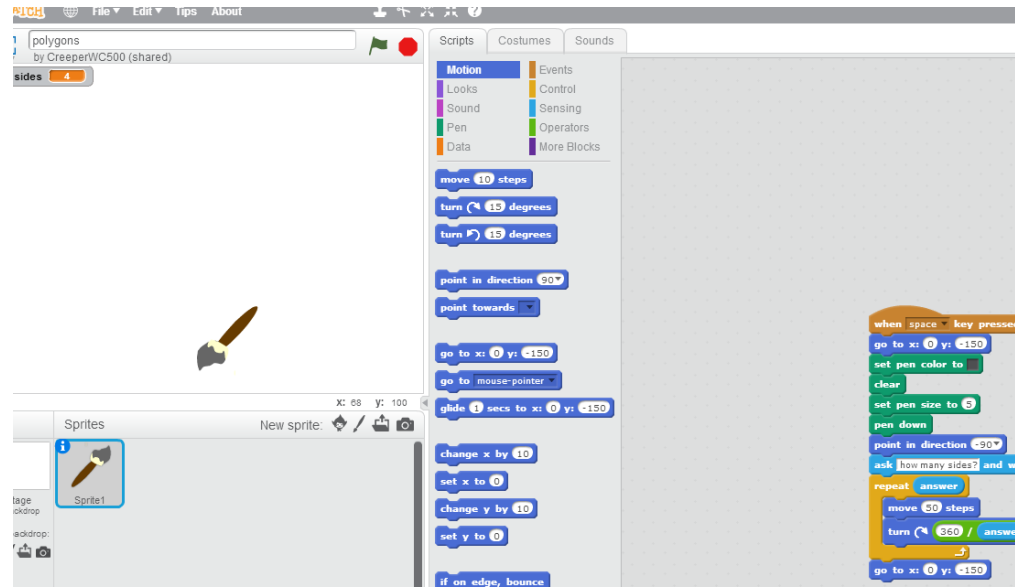 File Edit Tips About
polygons
by CreeperWC500 (shared)
sides 4
x: 68 y: 100
Sprites
New sprite:
Sprite1
Scripts Costumes Sounds
Motion Events
Looks Control
Sound Sensing
Pen Operators
Data More Blocks
move 10 steps
turn 15 degrees
turn 15 degrees
point in direction 90
point towards
go to x: 0 y: -150
go to mouse-pointer
glide 1 secs to x: 0 y: -150
change x by 10
set x to 0
change y by 10
set y to 0
if on edge, bounce
when space key pressed
go to x: 0 y: -150
set pen color to
clear
set pen size to 5
pen down
point in direction -90
ask how many sides? and w
repeat answer
move 50 steps
turn 360 / answe
go to x: 0 y: -150